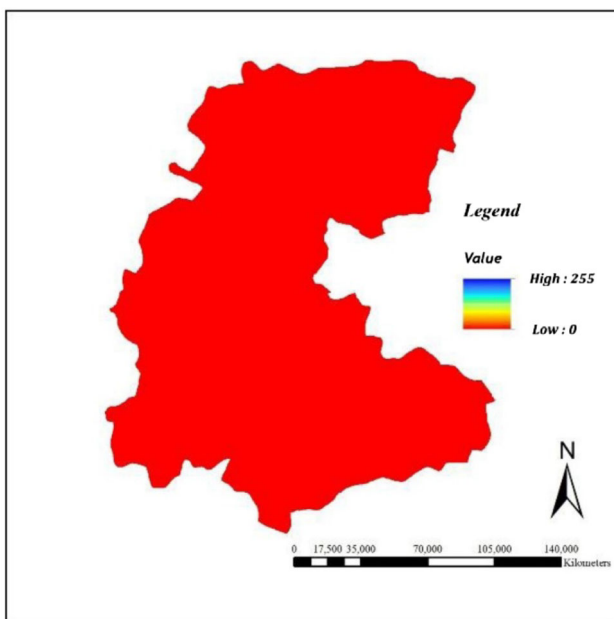 Legend
Value
High : 255
Low : 0
N
0 17,500 35,000 70,000 105,000 140,000
Kilometers